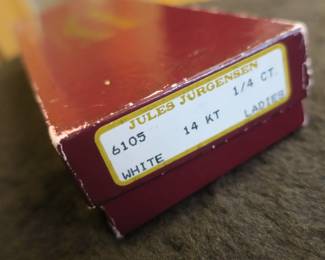 JULES JURGENSEN
6105 14 KT 1/4 CT.
WHITE LADIES